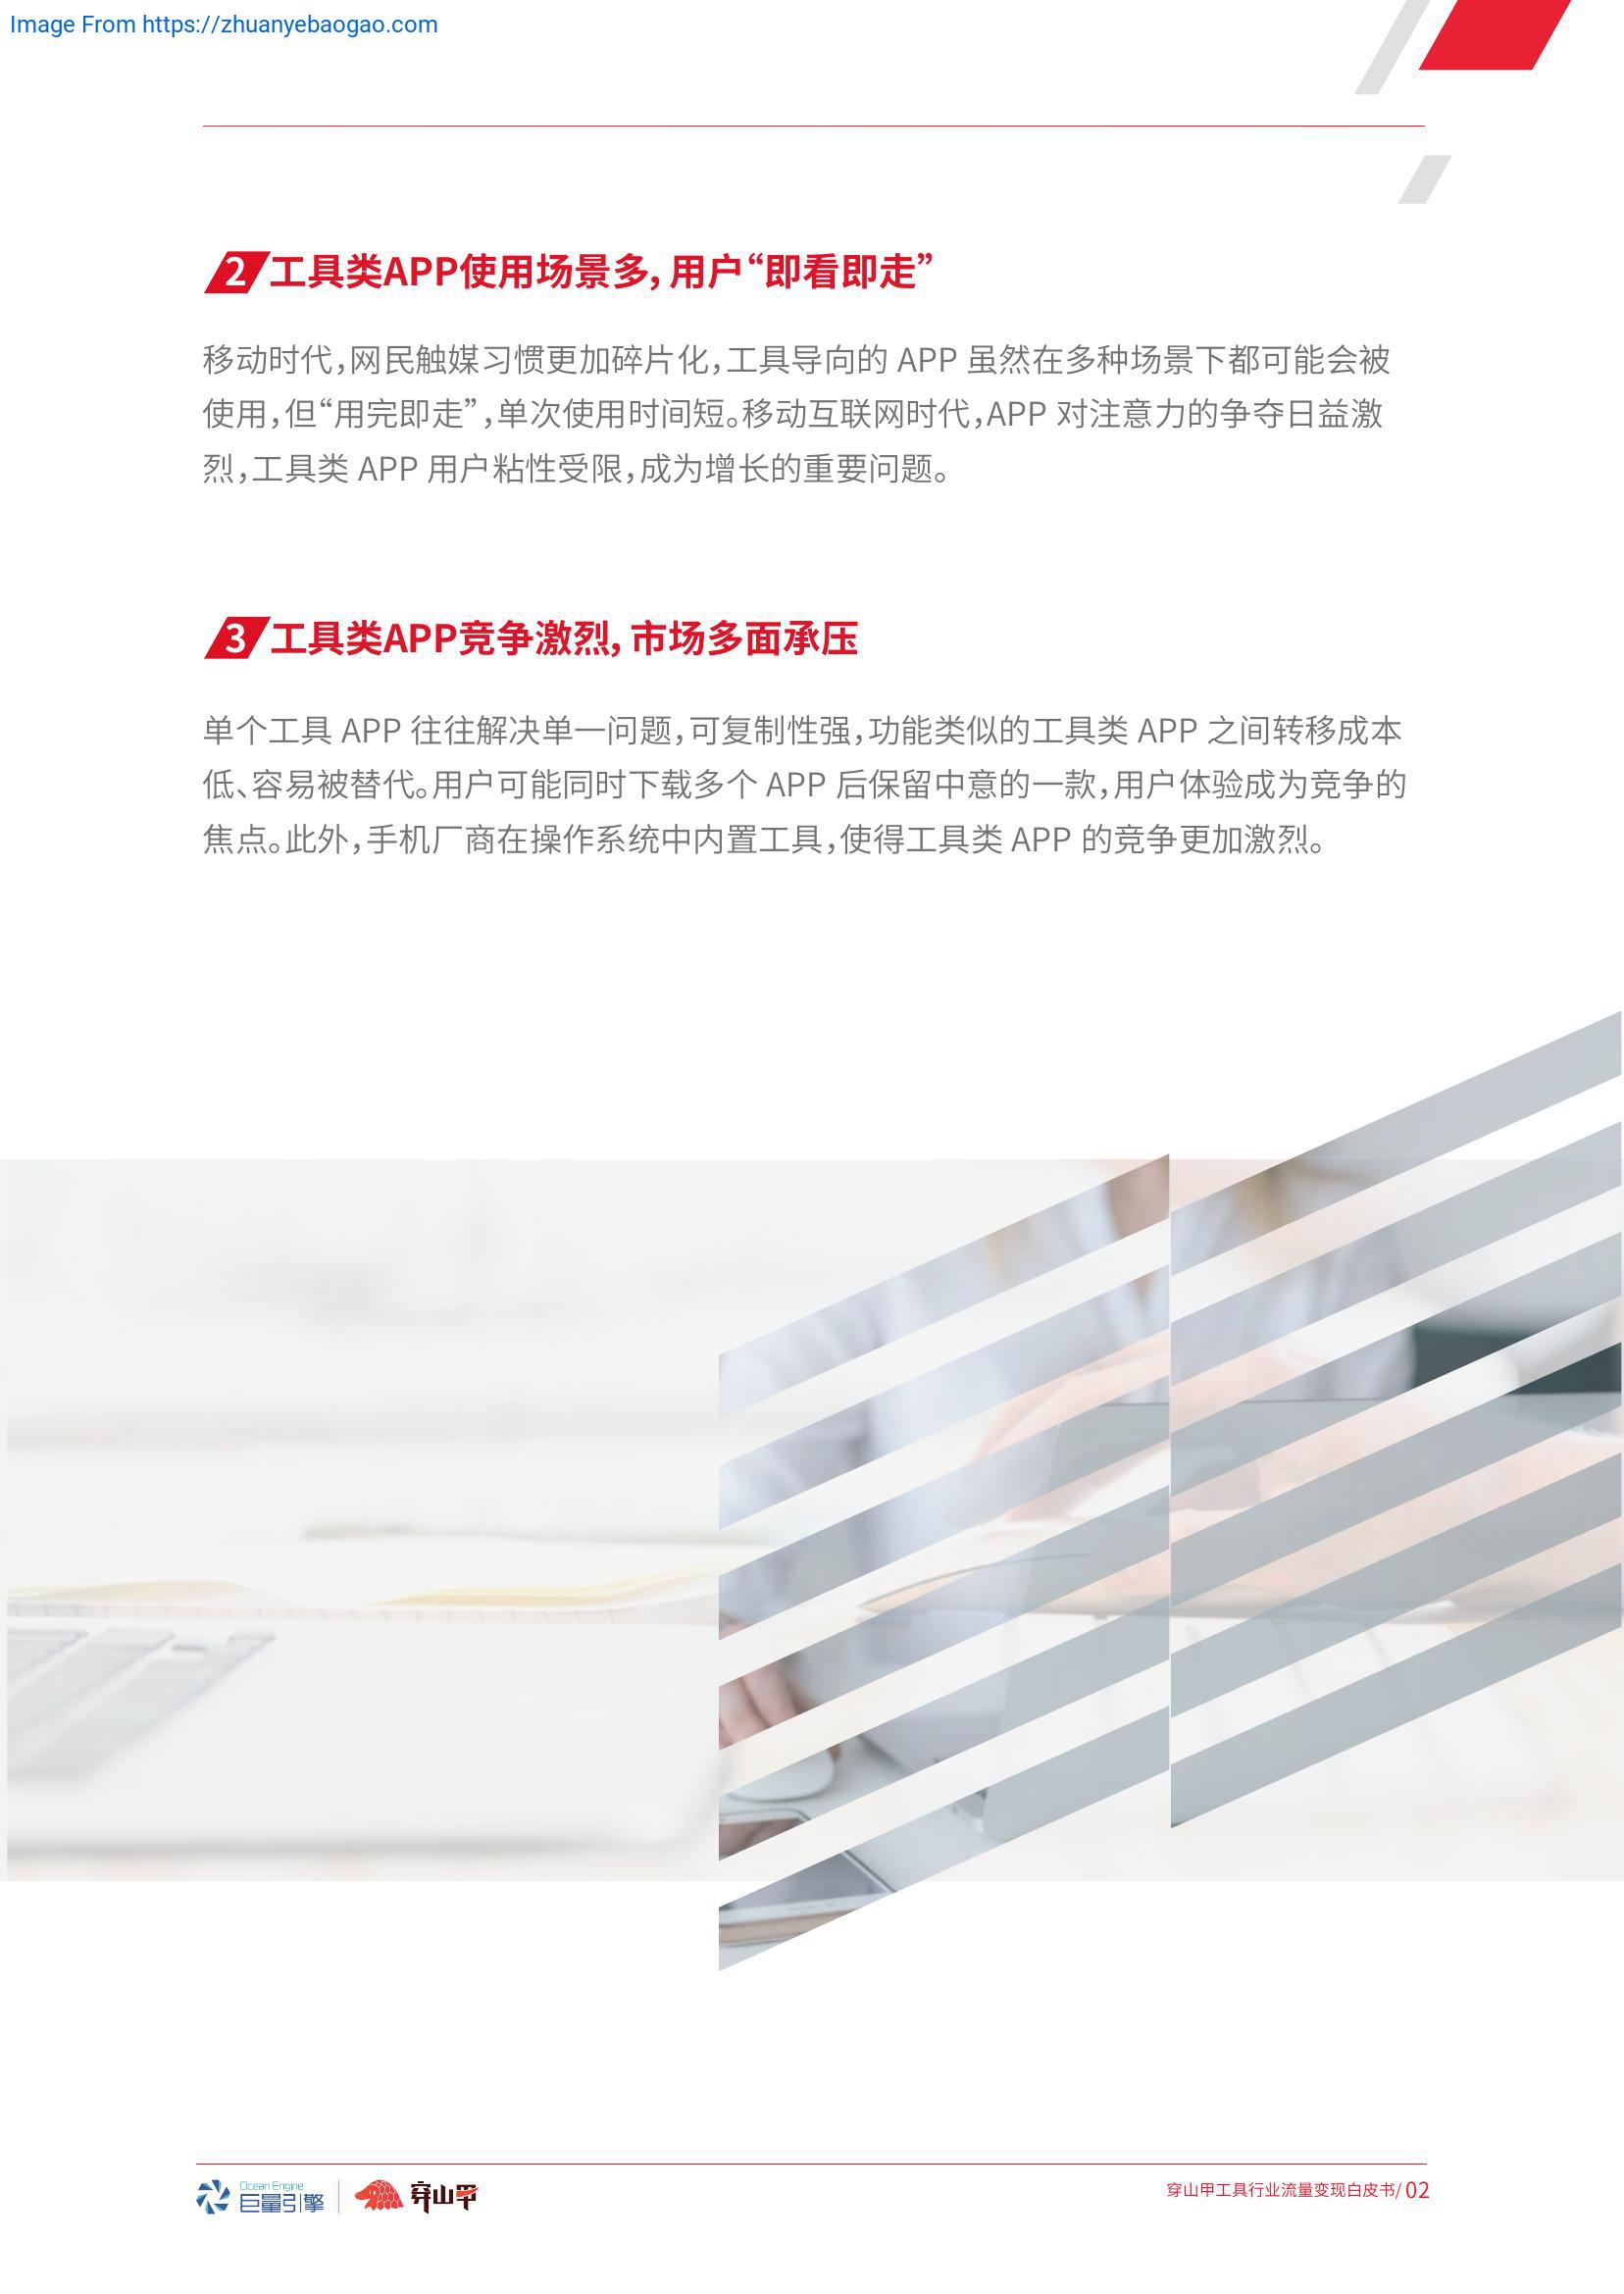 Image From https://zhuanyebaogao.com
2 工具类APP使用场景多，用户“即看即走”
移动时代，网民触媒习惯更加碎片化，工具导向的 APP 虽然在多种场景下都可能会被
使用，但“用完即走”，单次使用时间短。移动互联网时代，APP 对注意力的争夺日益激
烈，工具类 APP 用户粘性受限，成为增长的重要问题。
3 工具类APP竞争激烈，市场多面承压
单个工具 APP 往往解决单一问题，可复制性强，功能类似的工具类 APP 之间转移成本
低、容易被替代。用户可能同时下载多个 APP 后保留中意的一款，用户体验成为竞争的
焦点。此外，手机厂商在操作系统中内置工具，使得工具类 APP 的竞争更加激烈。
Ocean Engine
巨量引擎
穿山甲
穿山甲工具行业流量变现白皮书/ 02